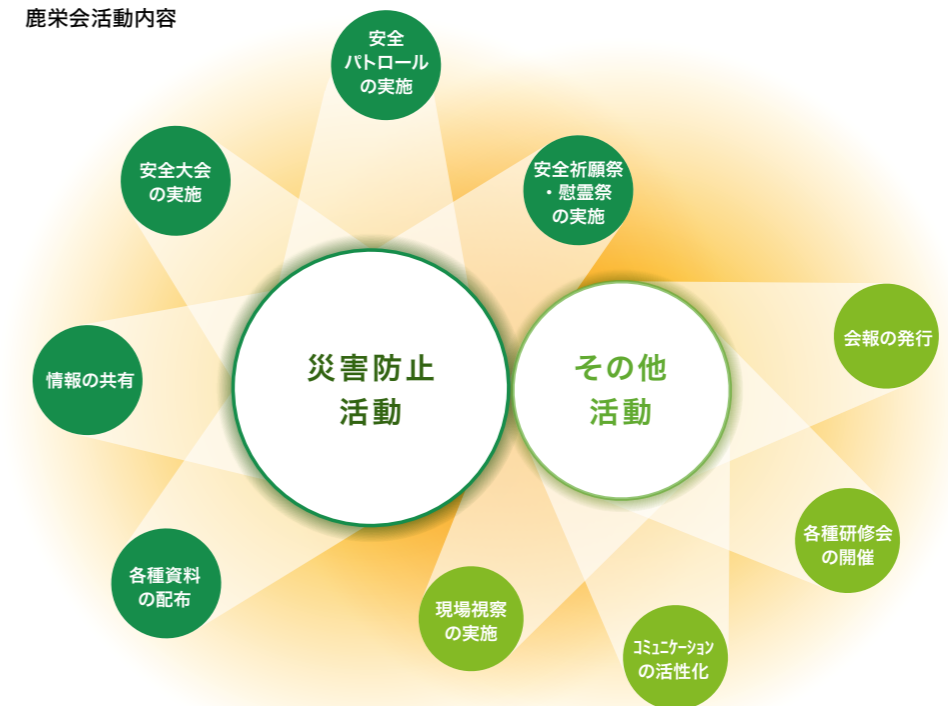 鹿栄会活動内容
安全
パトロール
の実施
安全大会
の実施
安全祈願祭
・慰霊祭
の実施
情報の共有
災害防止
活動
その他
活動
会報の発行
各種資料
の配布
現場視察
の実施
各種研修会
の開催
ｺﾐｭﾆｹｰｼｮﾝ
の活性化